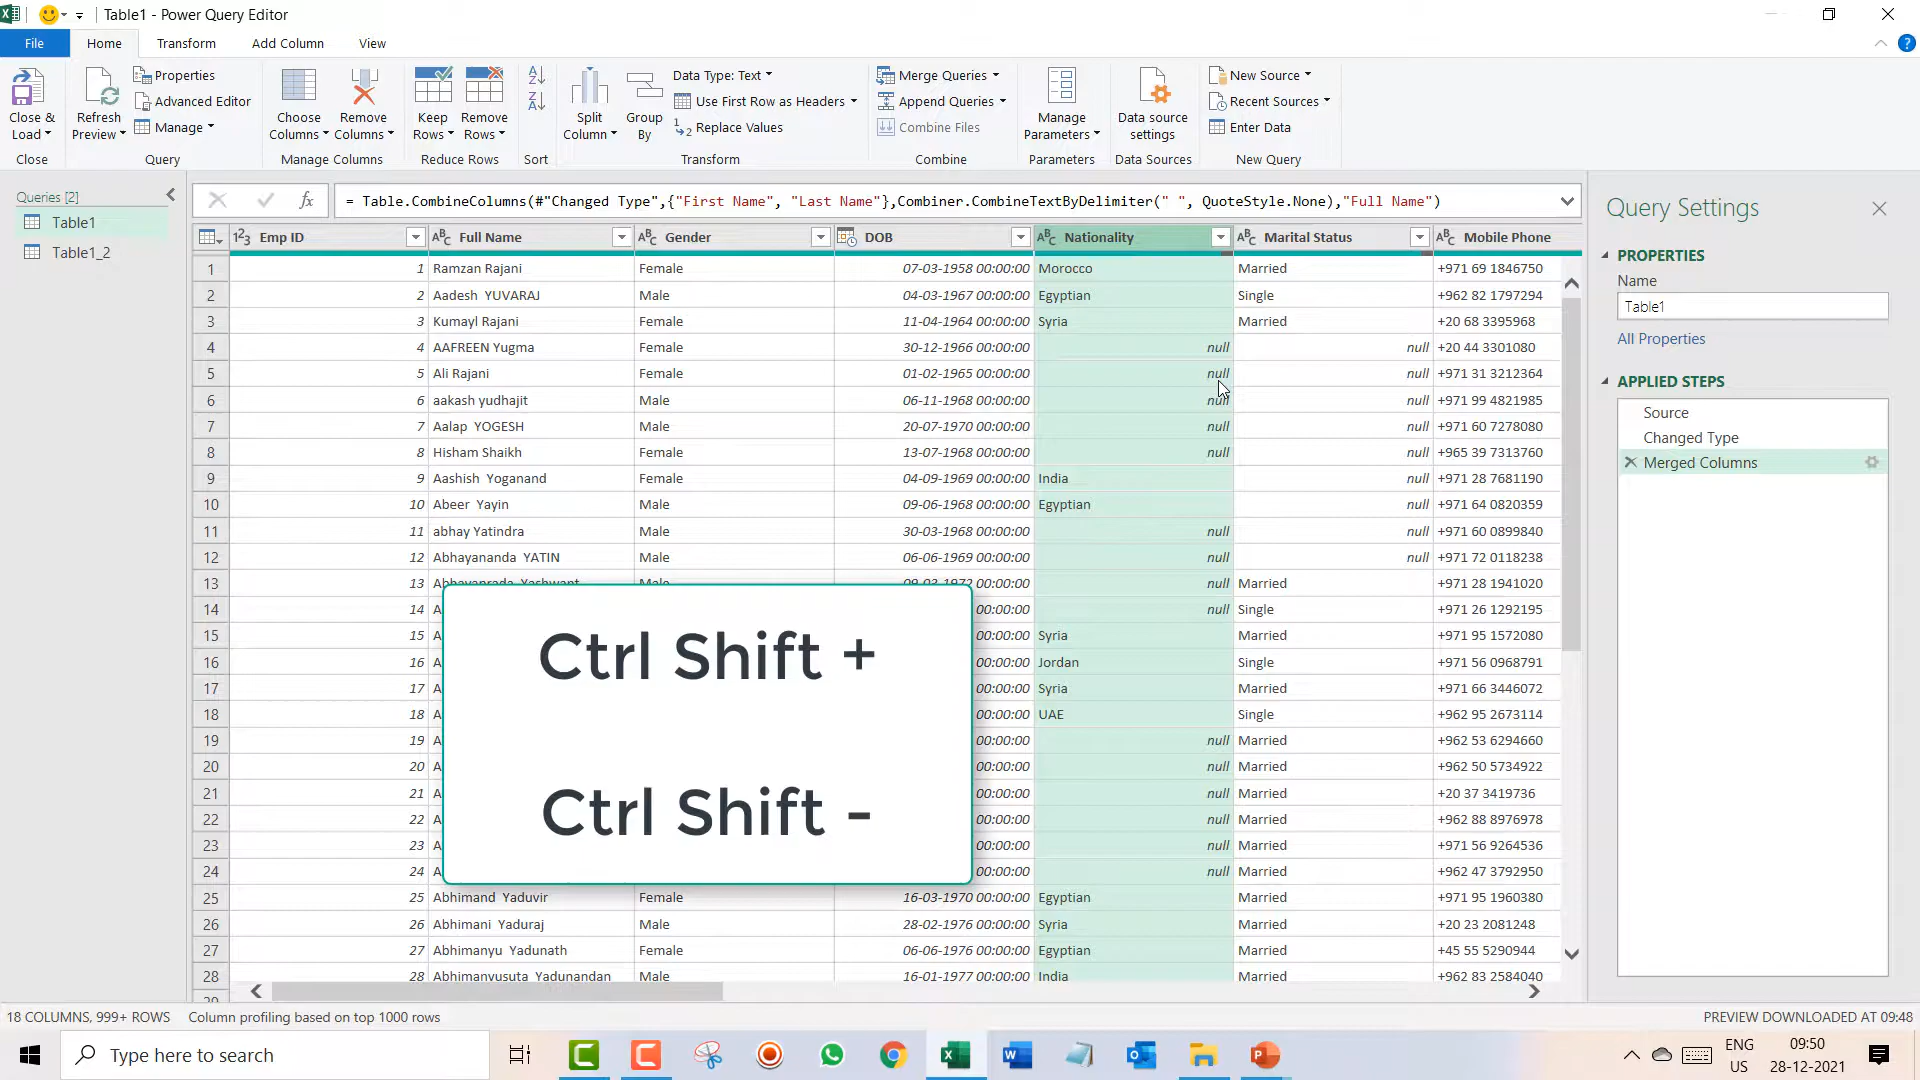 Table1 - Power Query Editor
File Home Transform Add Column View
Close & Load
Refresh Preview
Properties
Advanced Editor
Manage
Choose Columns
Remove Columns
Keep Rows
Remove Rows
Split Column
Group By
Data Type: Text
Use First Row as Headers
Replace Values
Merge Queries
Append Queries
Combine Files
Manage Parameters
Data source settings
New Source
Recent Sources
Enter Data
Close Query Manage Columns Reduce Rows Sort Transform Combine Parameters Data Sources New Query
Queries [2]
Table1
Table1_2
= Table.CombineColumns(#"Changed Type",{"First Name", "Last Name"},Combiner.CombineTextByDelimiter(" ", QuoteStyle.None),"Full Name")
Emp ID Full Name Gender DOB Nationality Marital Status Mobile Phone
1 1 Ramzan Rajani Female 07-03-1958 00:00:00 Morocco Married +971 69 1846750
2 2 Aadesh YUVARAJ Male 04-03-1967 00:00:00 Egyptian Single +962 82 1797294
3 3 Kumayl Rajani Female 11-04-1964 00:00:00 Syria Married +20 68 3395968
4 4 AAFREEN Yugma Female 30-12-1966 00:00:00 null null +20 44 3301080
5 5 Ali Rajani Female 01-02-1965 00:00:00 null null +971 31 3212364
6 6 aakash yudhajit Male 06-11-1968 00:00:00 null null +971 99 4821985
7 7 Aalap YOGESH Male 20-07-1970 00:00:00 null null +971 60 7278080
8 8 Hisham Shaikh Female 13-07-1968 00:00:00 null null +965 39 7313760
9 9 Aashish Yoganand Female 04-09-1969 00:00:00 India null +971 28 7681190
10 10 Abeer Yayin Male 09-06-1968 00:00:00 Egyptian null +971 64 0820359
11 11 abhay Yatindra Male 30-03-1968 00:00:00 null null +971 60 0899840
12 12 Abhayananda YATIN Male 06-06-1969 00:00:00 null null +971 72 0118238
13 13 Male 00:00:00 null Married +971 28 1941020
14 14 A 00:00:00 null Single +971 26 1292195
15 15 A 00:00:00 Syria Married +971 95 1572080
16 16 A 00:00:00 Jordan Single +971 56 0968791
17 17 A 00:00:00 Syria Married +971 66 3446072
18 18 A 00:00:00 UAE Single +962 95 2673114
19 19 A 00:00:00 null Married +962 53 6294660
20 20 A 00:00:00 null Married +962 50 5734922
21 21 A 00:00:00 null Married +20 37 3419736
22 22 A 00:00:00 null Married +962 88 8976978
23 23 A 00:00:00 null Married +971 56 9264536
24 24 A 00:00:00 null Married +962 47 3792950
25 25 Abhimand Yaduvir Female 16-03-1970 00:00:00 Egyptian Married +971 95 1960380
26 26 Abhimani Yaduraj Male 28-02-1976 00:00:00 Syria Married +20 23 2081248
27 27 Abhimanyu Yadunath Female 06-06-1976 00:00:00 Egyptian Married +45 55 5290944
28 28 Abhimanyusuta Yadunandan Male 16-01-1977 00:00:00 India Married +962 83 2584040
29
Ctrl Shift +
Ctrl Shift -
Query Settings
PROPERTIES
Name
Table1
All Properties
APPLIED STEPS
Source
Changed Type
Merged Columns
18 COLUMNS, 999+ ROWS Column profiling based on top 1000 rows PREVIEW DOWNLOADED AT 09:48
Type here to search
ENG
US
09:50
28-12-2021